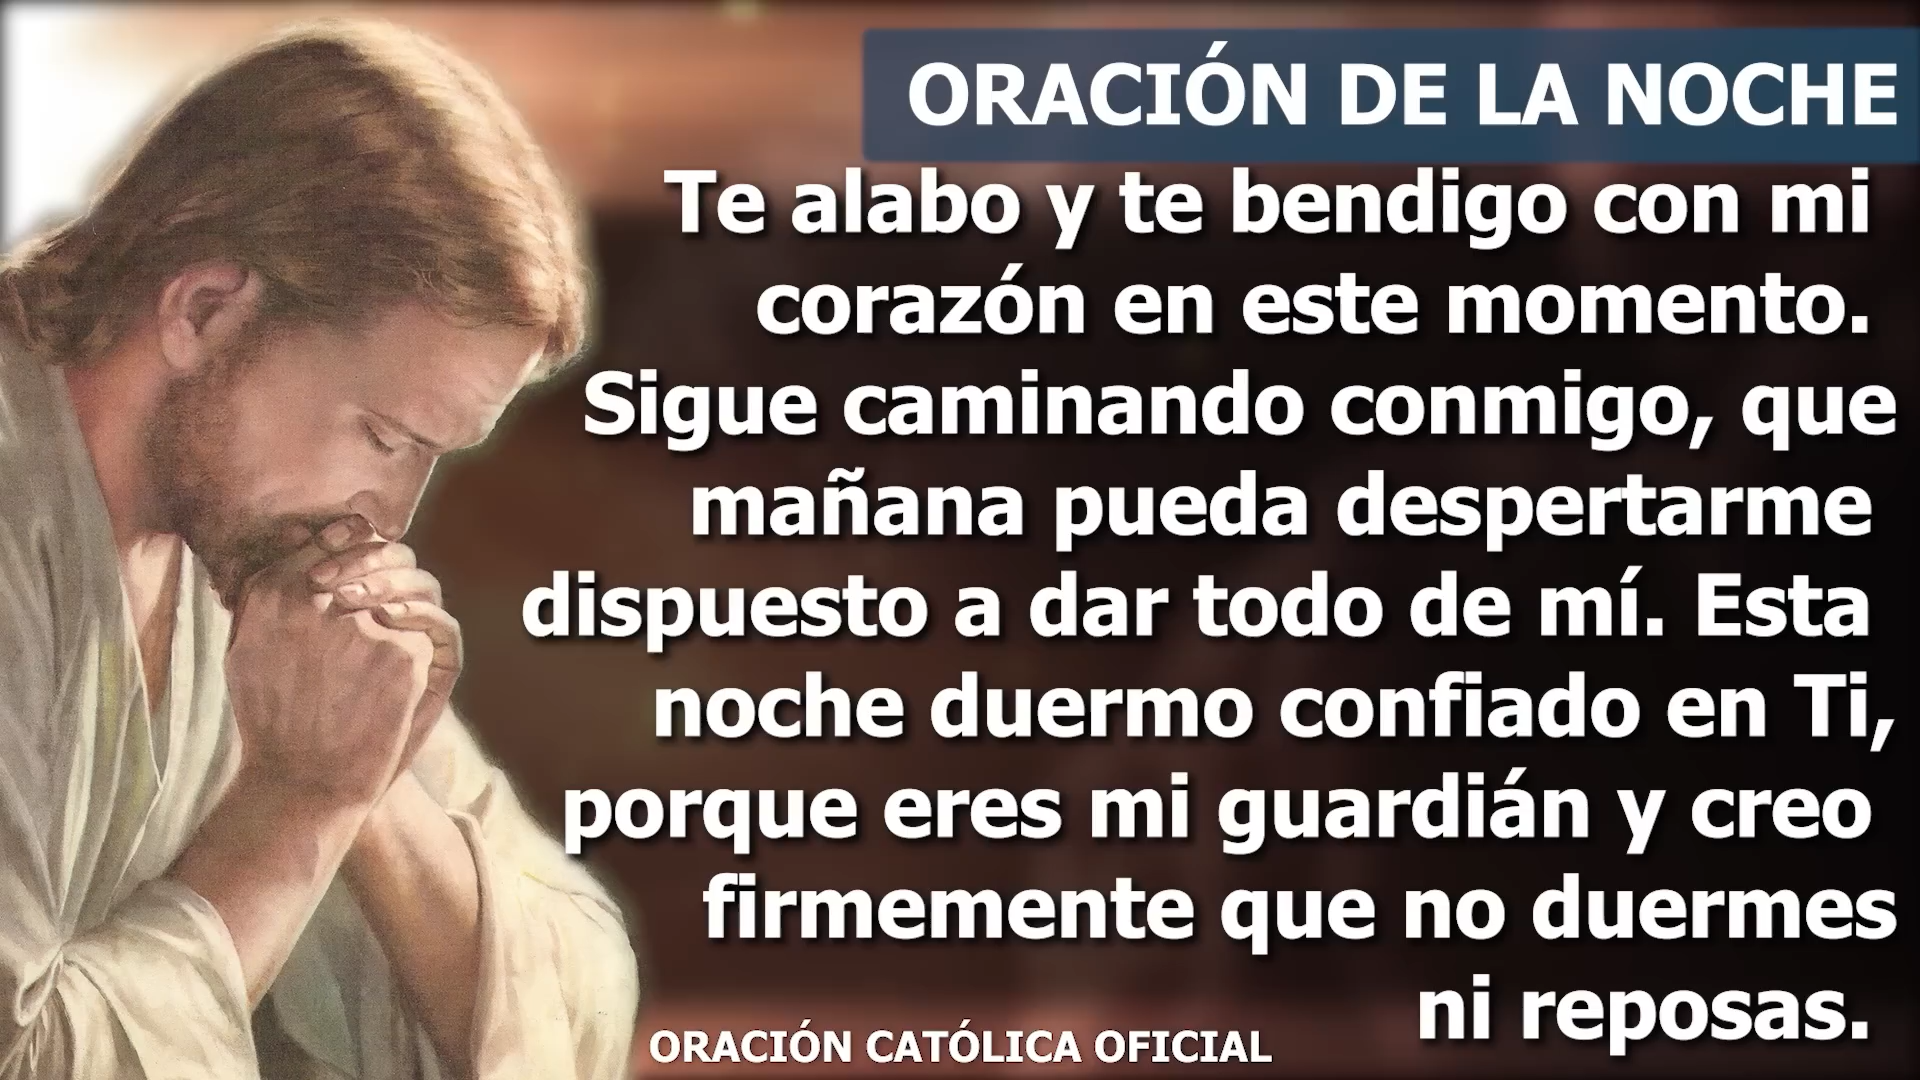 ORACIÓN DE LA NOCHE
Te alabo y te bendigo con mi
corazón en este momento.
Sigue caminando conmigo, que
mañana pueda despertarme
dispuesto a dar todo de mí. Esta
noche duermo confiado en Ti,
porque eres mi guardián y creo
firmemente que no duermes
ni reposas.
ORACIÓN CATÓLICA OFICIAL